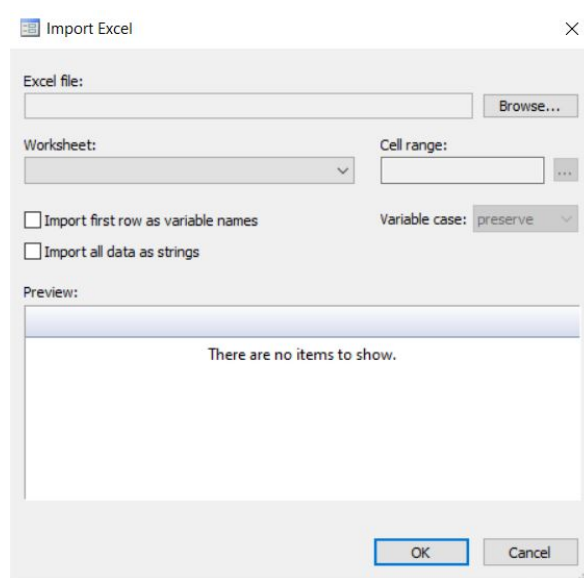 Import Excel
Excel file:
Browse...
Worksheet:
Cell range:
...
Import first row as variable names
Variable case: preserve
Import all data as strings
Preview:
There are no items to show.
OK
Cancel